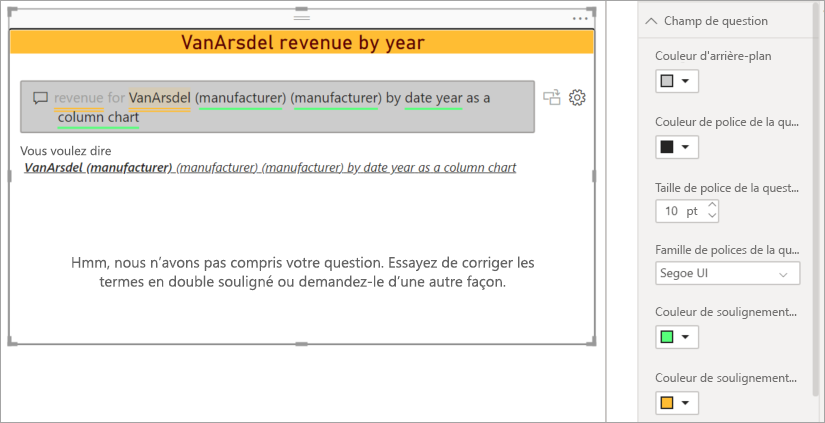 VanArsdel revenue by year
revenue for VanArsdel (manufacturer) (manufacturer) by date year as a
column chart
Vous voulez dire
VanArsdel (manufacturer) (manufacturer) (manufacturer) by date year as a column chart
Hmm, nous n’avons pas compris votre question. Essayez de corriger les
termes en double souligné ou demandez-le d’une autre façon.
Champ de question
Couleur d'arrière-plan
Couleur de police de la qu...
Taille de police de la quest...
10 pt
Famille de polices de la qu...
Segoe UI
Couleur de soulignement...
Couleur de soulignement...